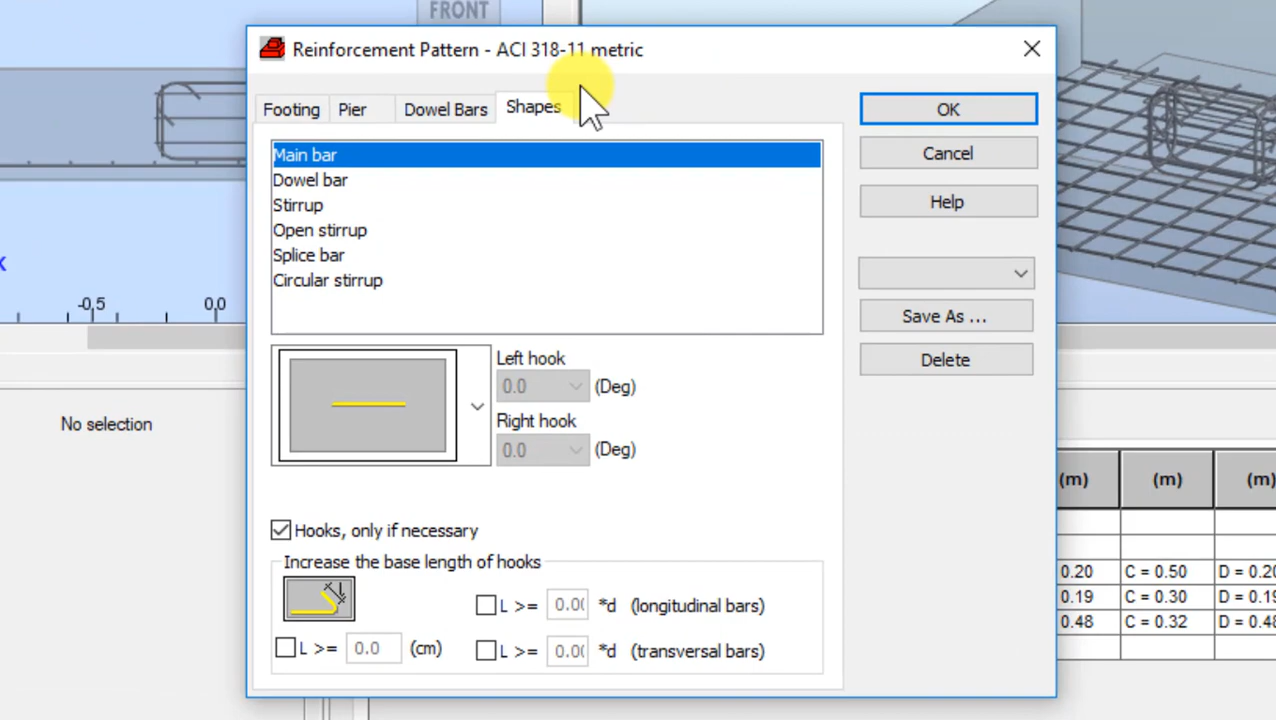 FRONT
Reinforcement Pattern - ACI 318-11 metric
Footing
Pier
Dowel Bars
Shapes
OK
Main bar
Cancel
Dowel bar
Stirrup
Help
Open stirrup
Splice bar
Circular stirrup
X
-0,5
0,0
Save As ...
Left hook
Delete
0.0
(Deg)
Right hook
0.0
(Deg)
No selection
(m)
(m)
(m)
Hooks, only if necessary
Increase the base length of hooks
0.20
C = 0.50
D = 0.20
L >=
*d
(longitudinal bars)
0.19
C = 0.30
D = 0.19
0.48
C = 0.32
L >=
0.0
(cm)
L >=
*d
(transversal bars)